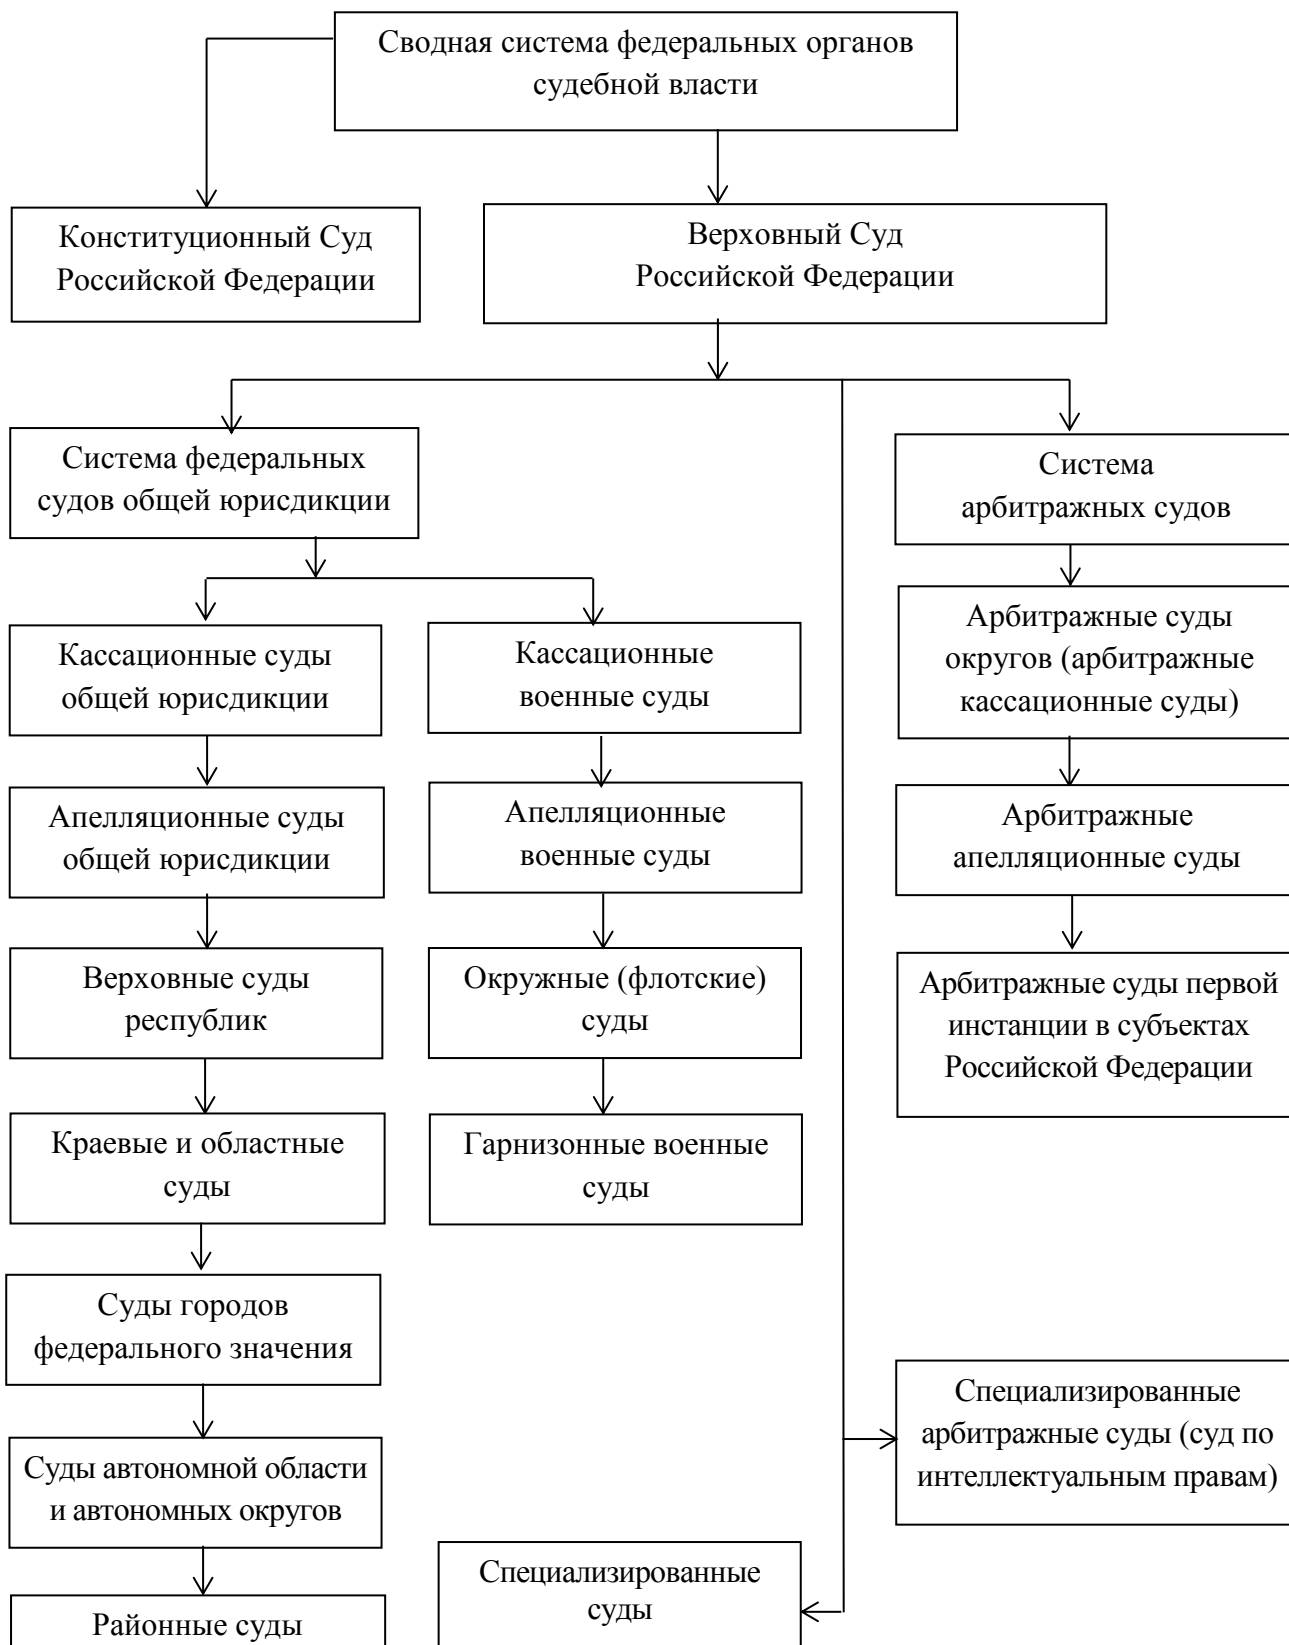 Сводная система федеральных органов
судебной власти
Конституционный Суд
Российской Федерации
Верховный Суд
Российской Федерации
Система федеральных
судов общей юрисдикции
Система
арбитражных судов
Кассационные суды
общей юрисдикции
Кассационные
военные суды
Арбитражные суды
округов (арбитражные
кассационные суды)
Апелляционные суды
общей юрисдикции
Апелляционные
военные суды
Арбитражные
апелляционные суды
Верховные суды
республик
Окружные (флотские)
суды
Арбитражные суды первой
инстанции в субъектах
Российской Федерации
Краевые и областные
суды
Гарнизонные военные
суды
Суды городов
федерального значения
Специализированные
арбитражные суды (суд по
интеллектуальным правам)
Суды автономной области
и автономных округов
Специализированные
суды
Районные суды